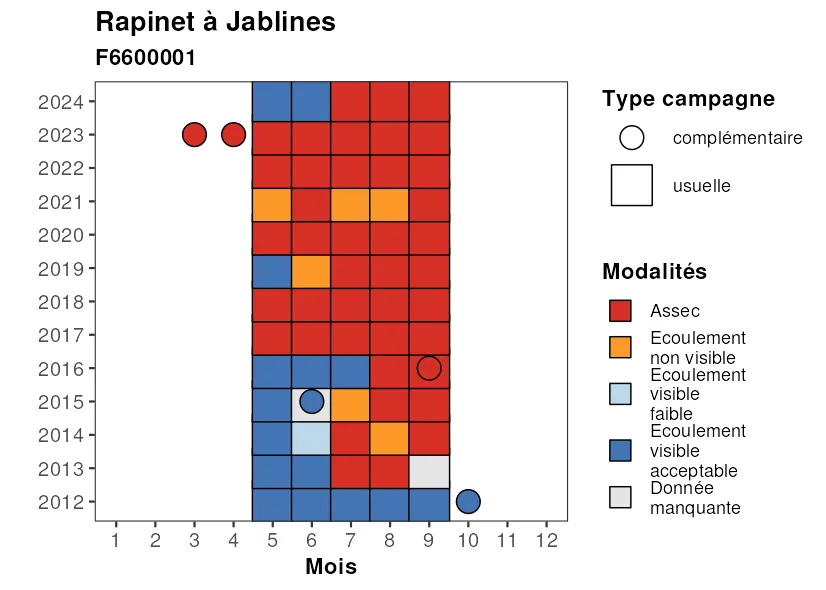 Rapinet à Jablines
F6600001
2024
2023
2022
2021
2020
2019
2018
2017
2016
2015
2014
2013
2012
1 2 3 4 5 6 7 8 9 10 11 12
Mois
Type campagne
complémentaire
usuelle
Modalités
Assec
Ecoulement
non visible
Ecoulement
visible
faible
Ecoulement
visible
acceptable
Donnée
manquante